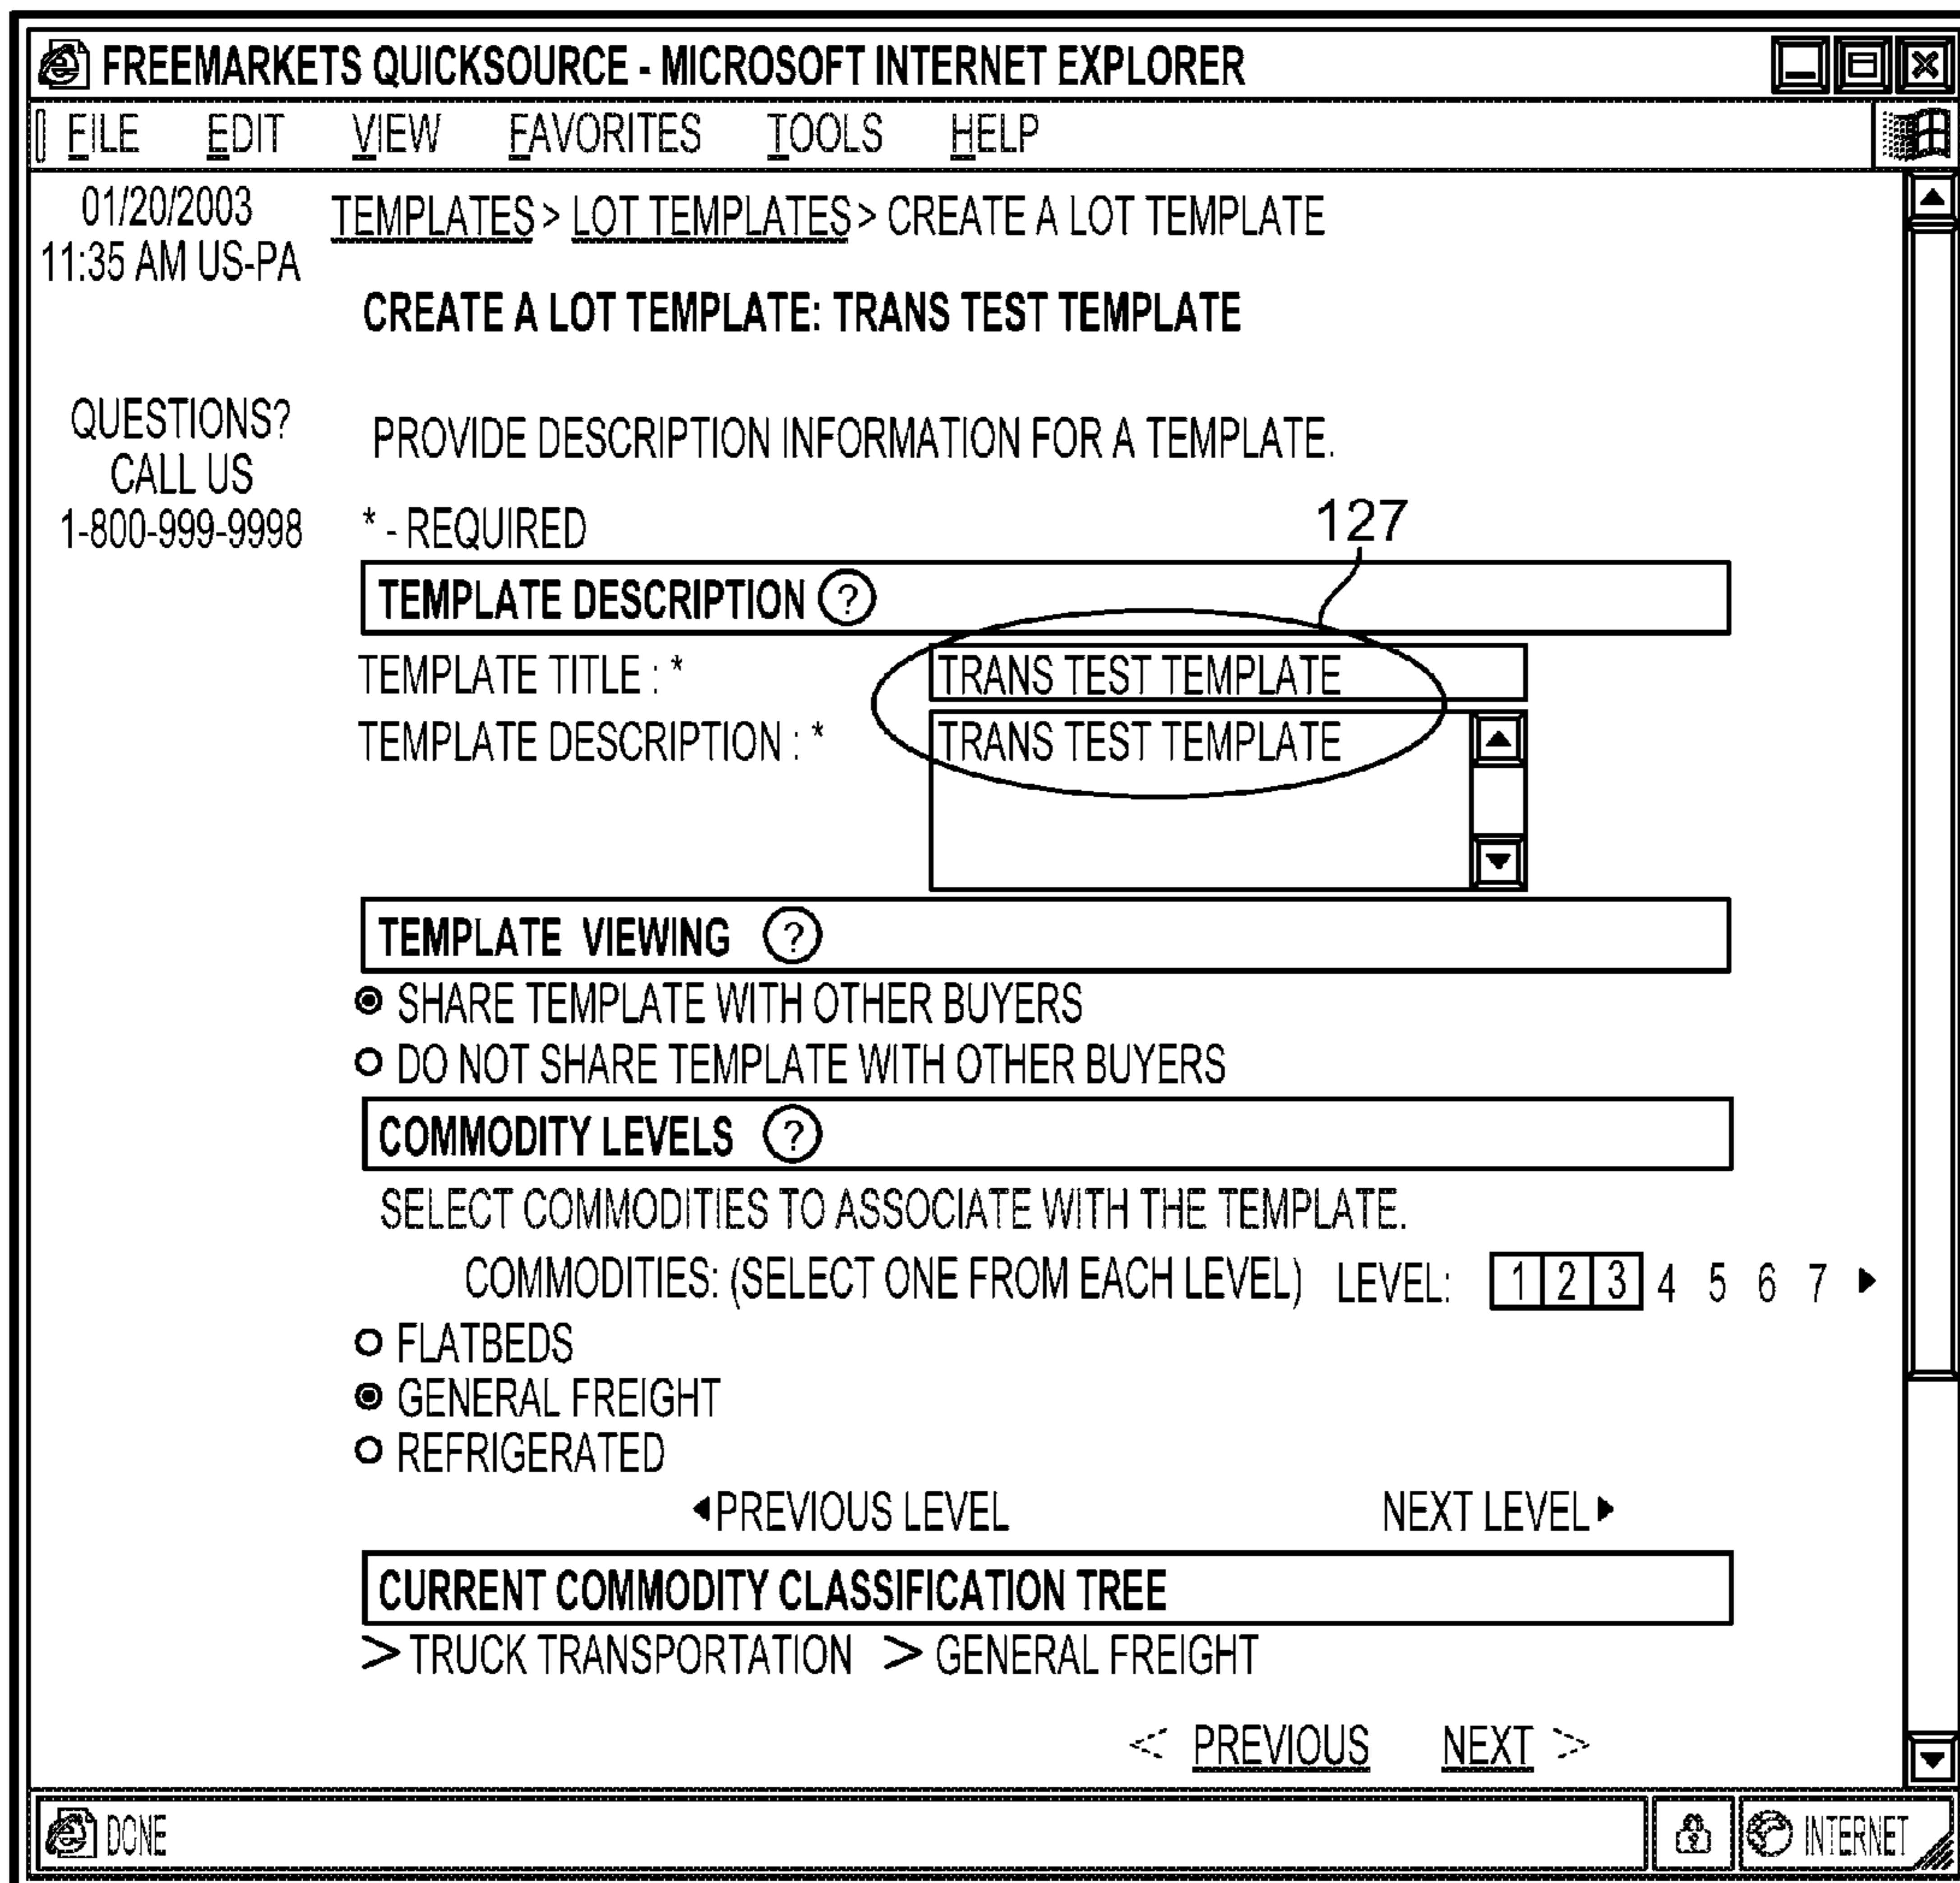 FREEMARKETS QUICKSOURCE - MICROSOFT INTERNET EXPLORER
FILE EDIT VIEW FAVORITES TOOLS HELP
01/20/2003
11:35 AM US-PA
TEMPLATES > LOT TEMPLATES > CREATE A LOT TEMPLATE
CREATE A LOT TEMPLATE: TRANS TEST TEMPLATE
QUESTIONS?
CALL US
1-800-999-9998
PROVIDE DESCRIPTION INFORMATION FOR A TEMPLATE.
* - REQUIRED
127
TEMPLATE DESCRIPTION ?
TEMPLATE TITLE : * TRANS TEST TEMPLATE
TEMPLATE DESCRIPTION : * TRANS TEST TEMPLATE
TEMPLATE VIEWING ?
SHARE TEMPLATE WITH OTHER BUYERS
DO NOT SHARE TEMPLATE WITH OTHER BUYERS
COMMODITY LEVELS ?
SELECT COMMODITIES TO ASSOCIATE WITH THE TEMPLATE.
COMMODITIES: (SELECT ONE FROM EACH LEVEL) LEVEL: 1 2 3 4 5 6 7
FLATBEDS
GENERAL FREIGHT
REFRIGERATED
PREVIOUS LEVEL NEXT LEVEL
CURRENT COMMODITY CLASSIFICATION TREE
> TRUCK TRANSPORTATION > GENERAL FREIGHT
< PREVIOUS NEXT >
DONE INTERNET